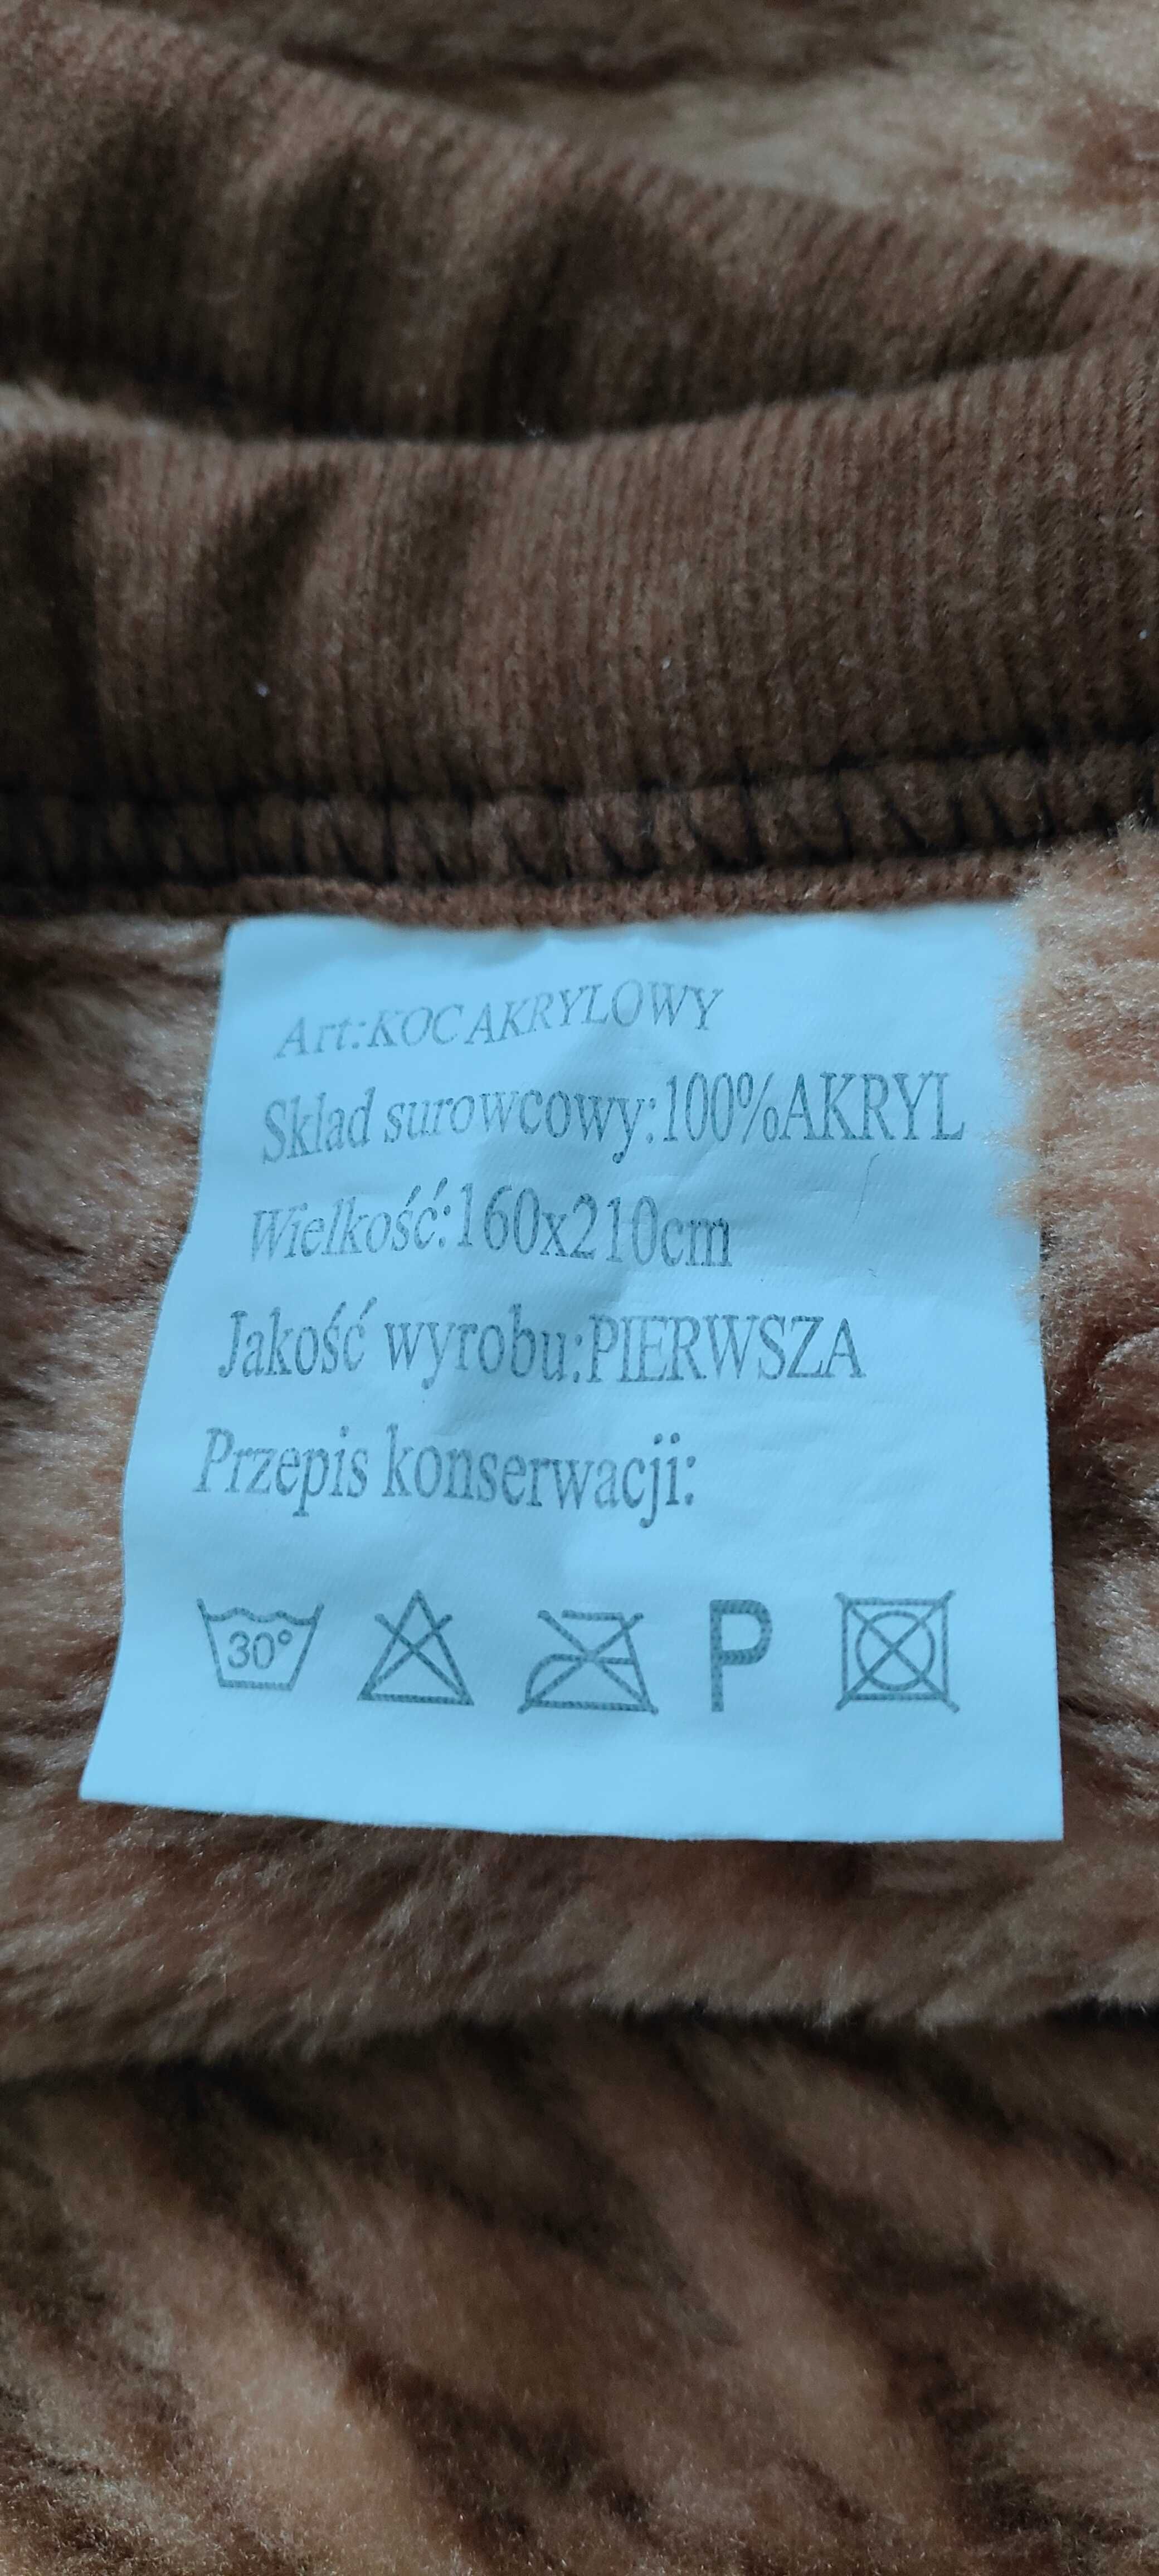 Art:KOC AKRYLOWY
Skład surowcowy:100%AKRYL
Wielkość:160x210cm
Jakość wyrobu:PIERWSZA
Przepis konserwacji:
30° P